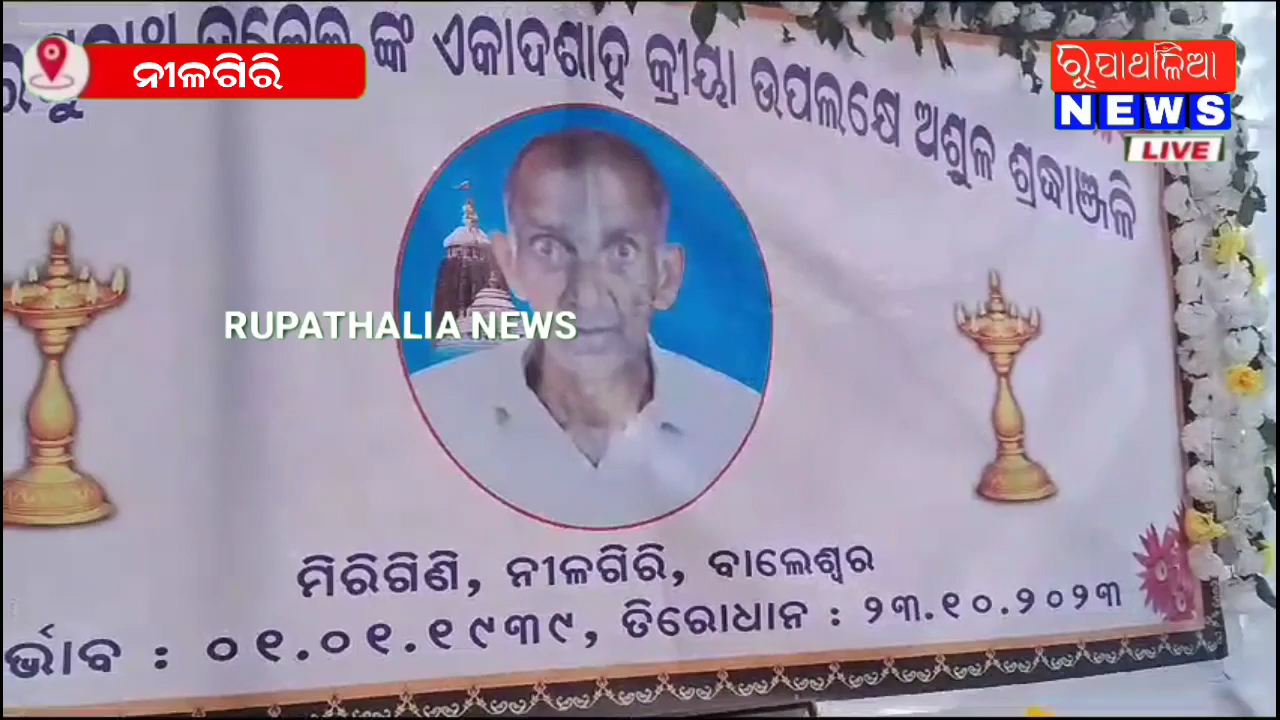 ଙ୍କ ଏକାଦଶାହ କ୍ରୀୟା ଉପଲକ୍ଷେ ଅଶ୍ରୁଳ ଶ୍ରଦ୍ଧାଞ୍ଜଳି
ନୀଳଗିରି
ରୂପାଥଳିଆ
NEWS
LIVE
RUPATHALIA NEWS
ମିରିଗିଣି, ନୀଳଗିରି, ବାଲେଶ୍ୱର
ର୍ଭାବ : ୦୧.୦୧.୧୯୩୯, ତିରୋଧାନ : ୨୩.୧୦.୨୦୨୩